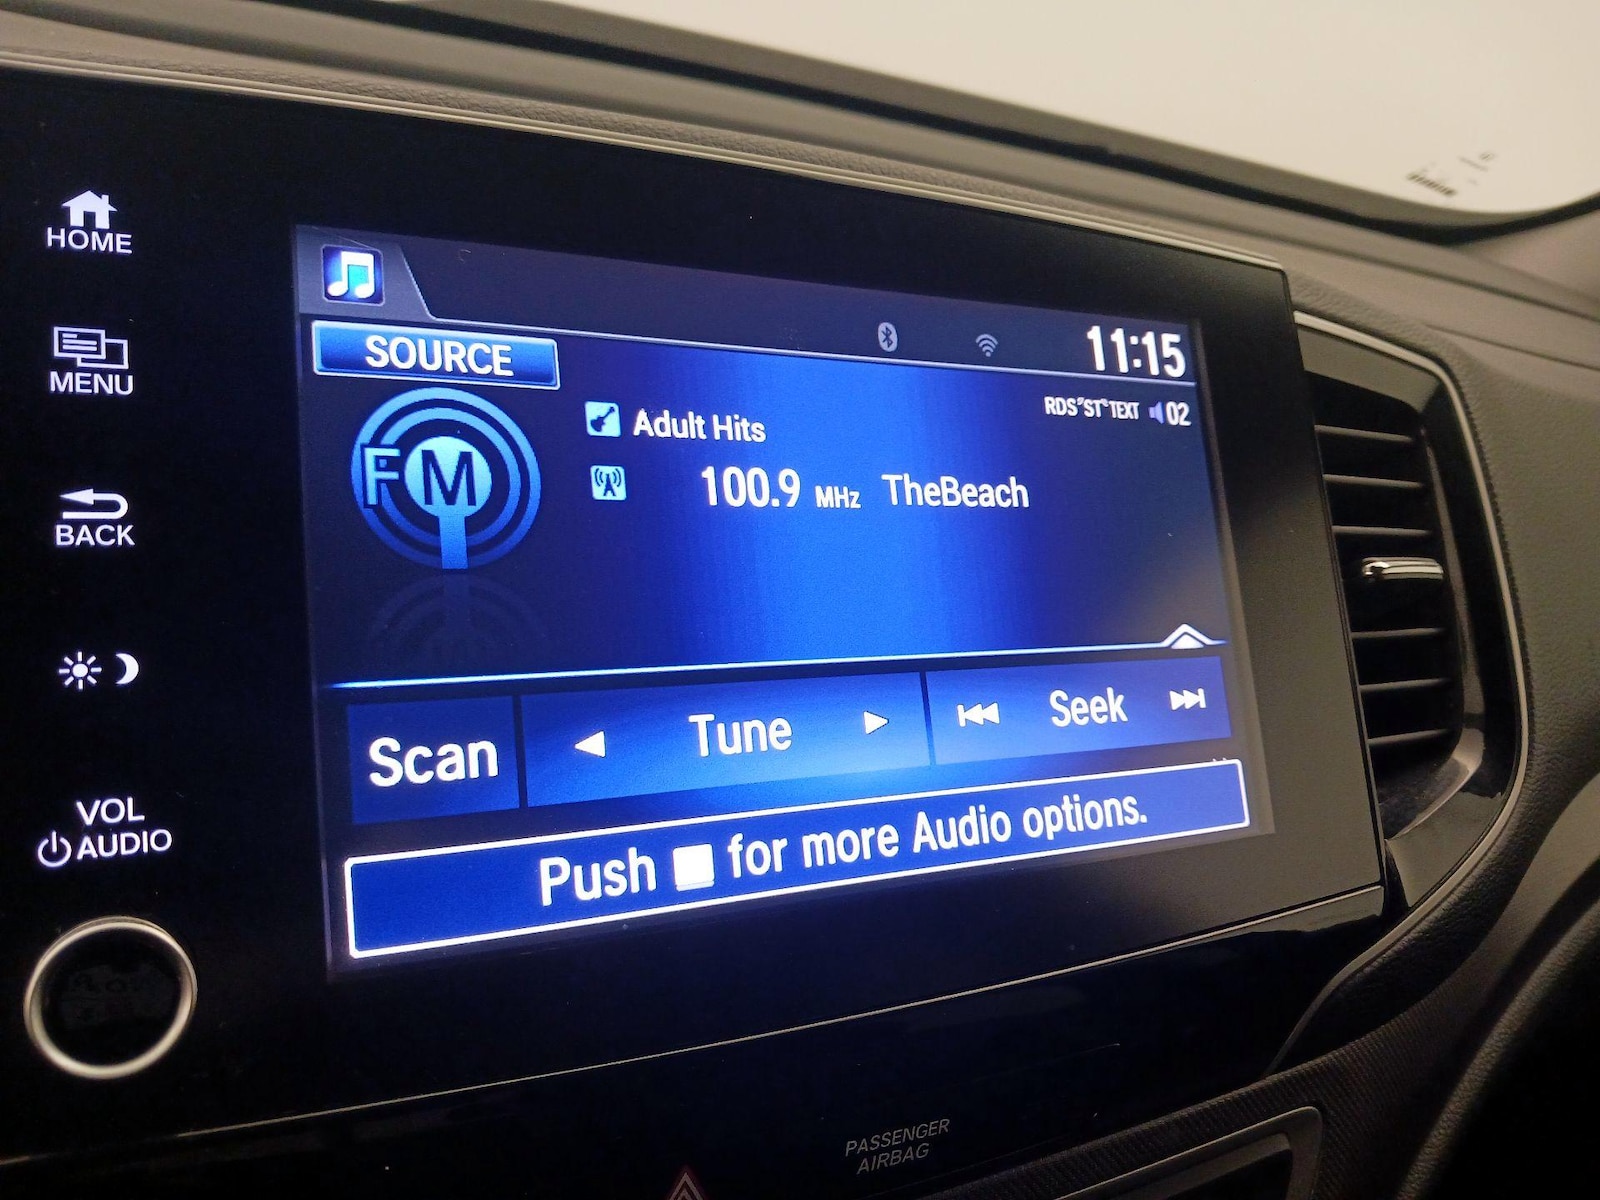 HOME
MENU
BACK
VOL
AUDIO
SOURCE
11:15
RDS ST TEXT 02
FM
Adult Hits
100.9 MHz TheBeach
Scan
Tune
Seek
Push for more Audio options.
PASSENGER
AIRBAG